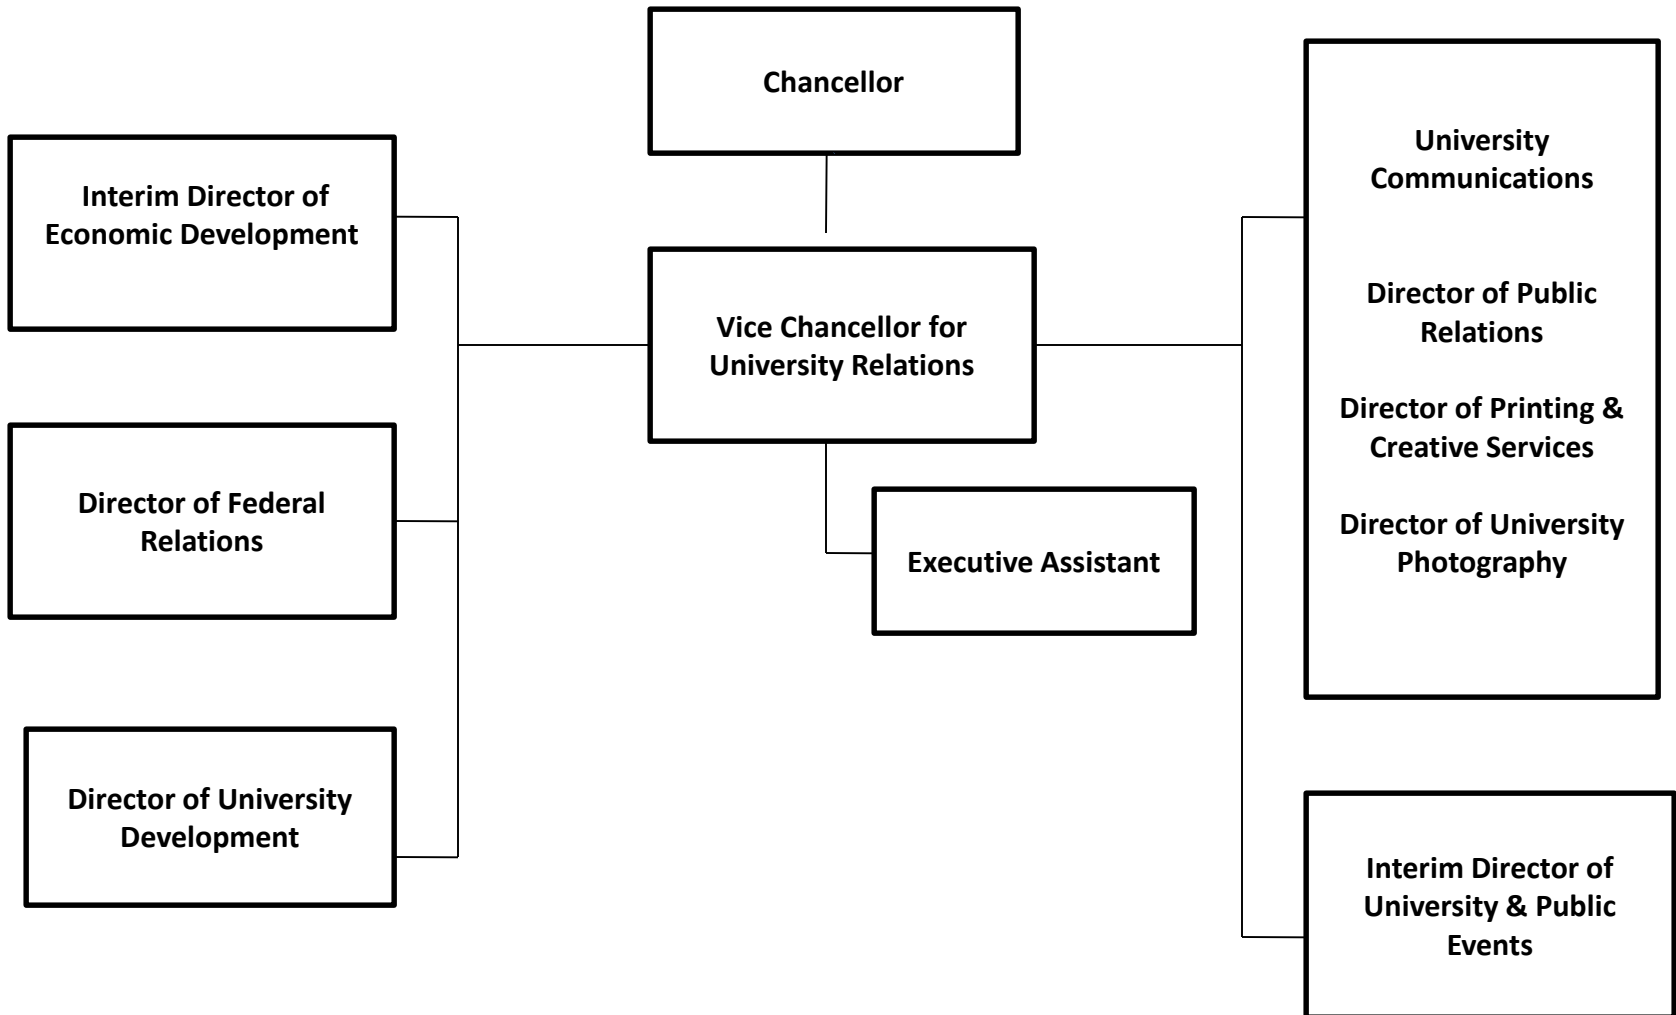 Chancellor
Interim Director of
Economic Development
Director of Federal
Relations
Director of University
Development
Vice Chancellor for
University Relations
Executive Assistant
University
Communications
Director of Public
Relations
Director of Printing &
Creative Services
Director of University
Photography
Interim Director of
University & Public
Events